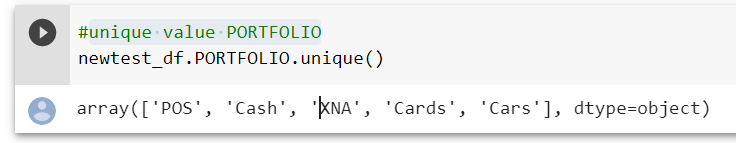 #unique value PORTFOLIO
newtest_df.PORTFOLIO.unique()
array(['POS', 'Cash', 'XNA', 'Cards', 'Cars'], dtype=object)